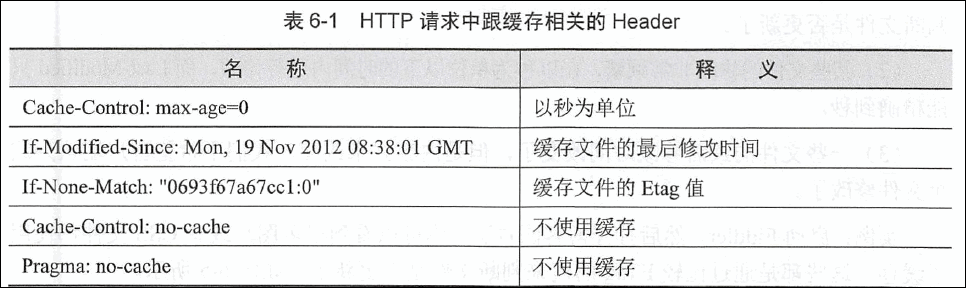 表 6-1 HTTP 请求中跟缓存相关的 Header
名 称 释 义
Cache-Control: max-age=0 以秒为单位
If-Modified-Since: Mon, 19 Nov 2012 08:38:01 GMT 缓存文件的最后修改时间
If-None-Match: "0693f67a67cc1:0" 缓存文件的 Etag 值
Cache-Control: no-cache 不使用缓存
Pragma: no-cache 不使用缓存